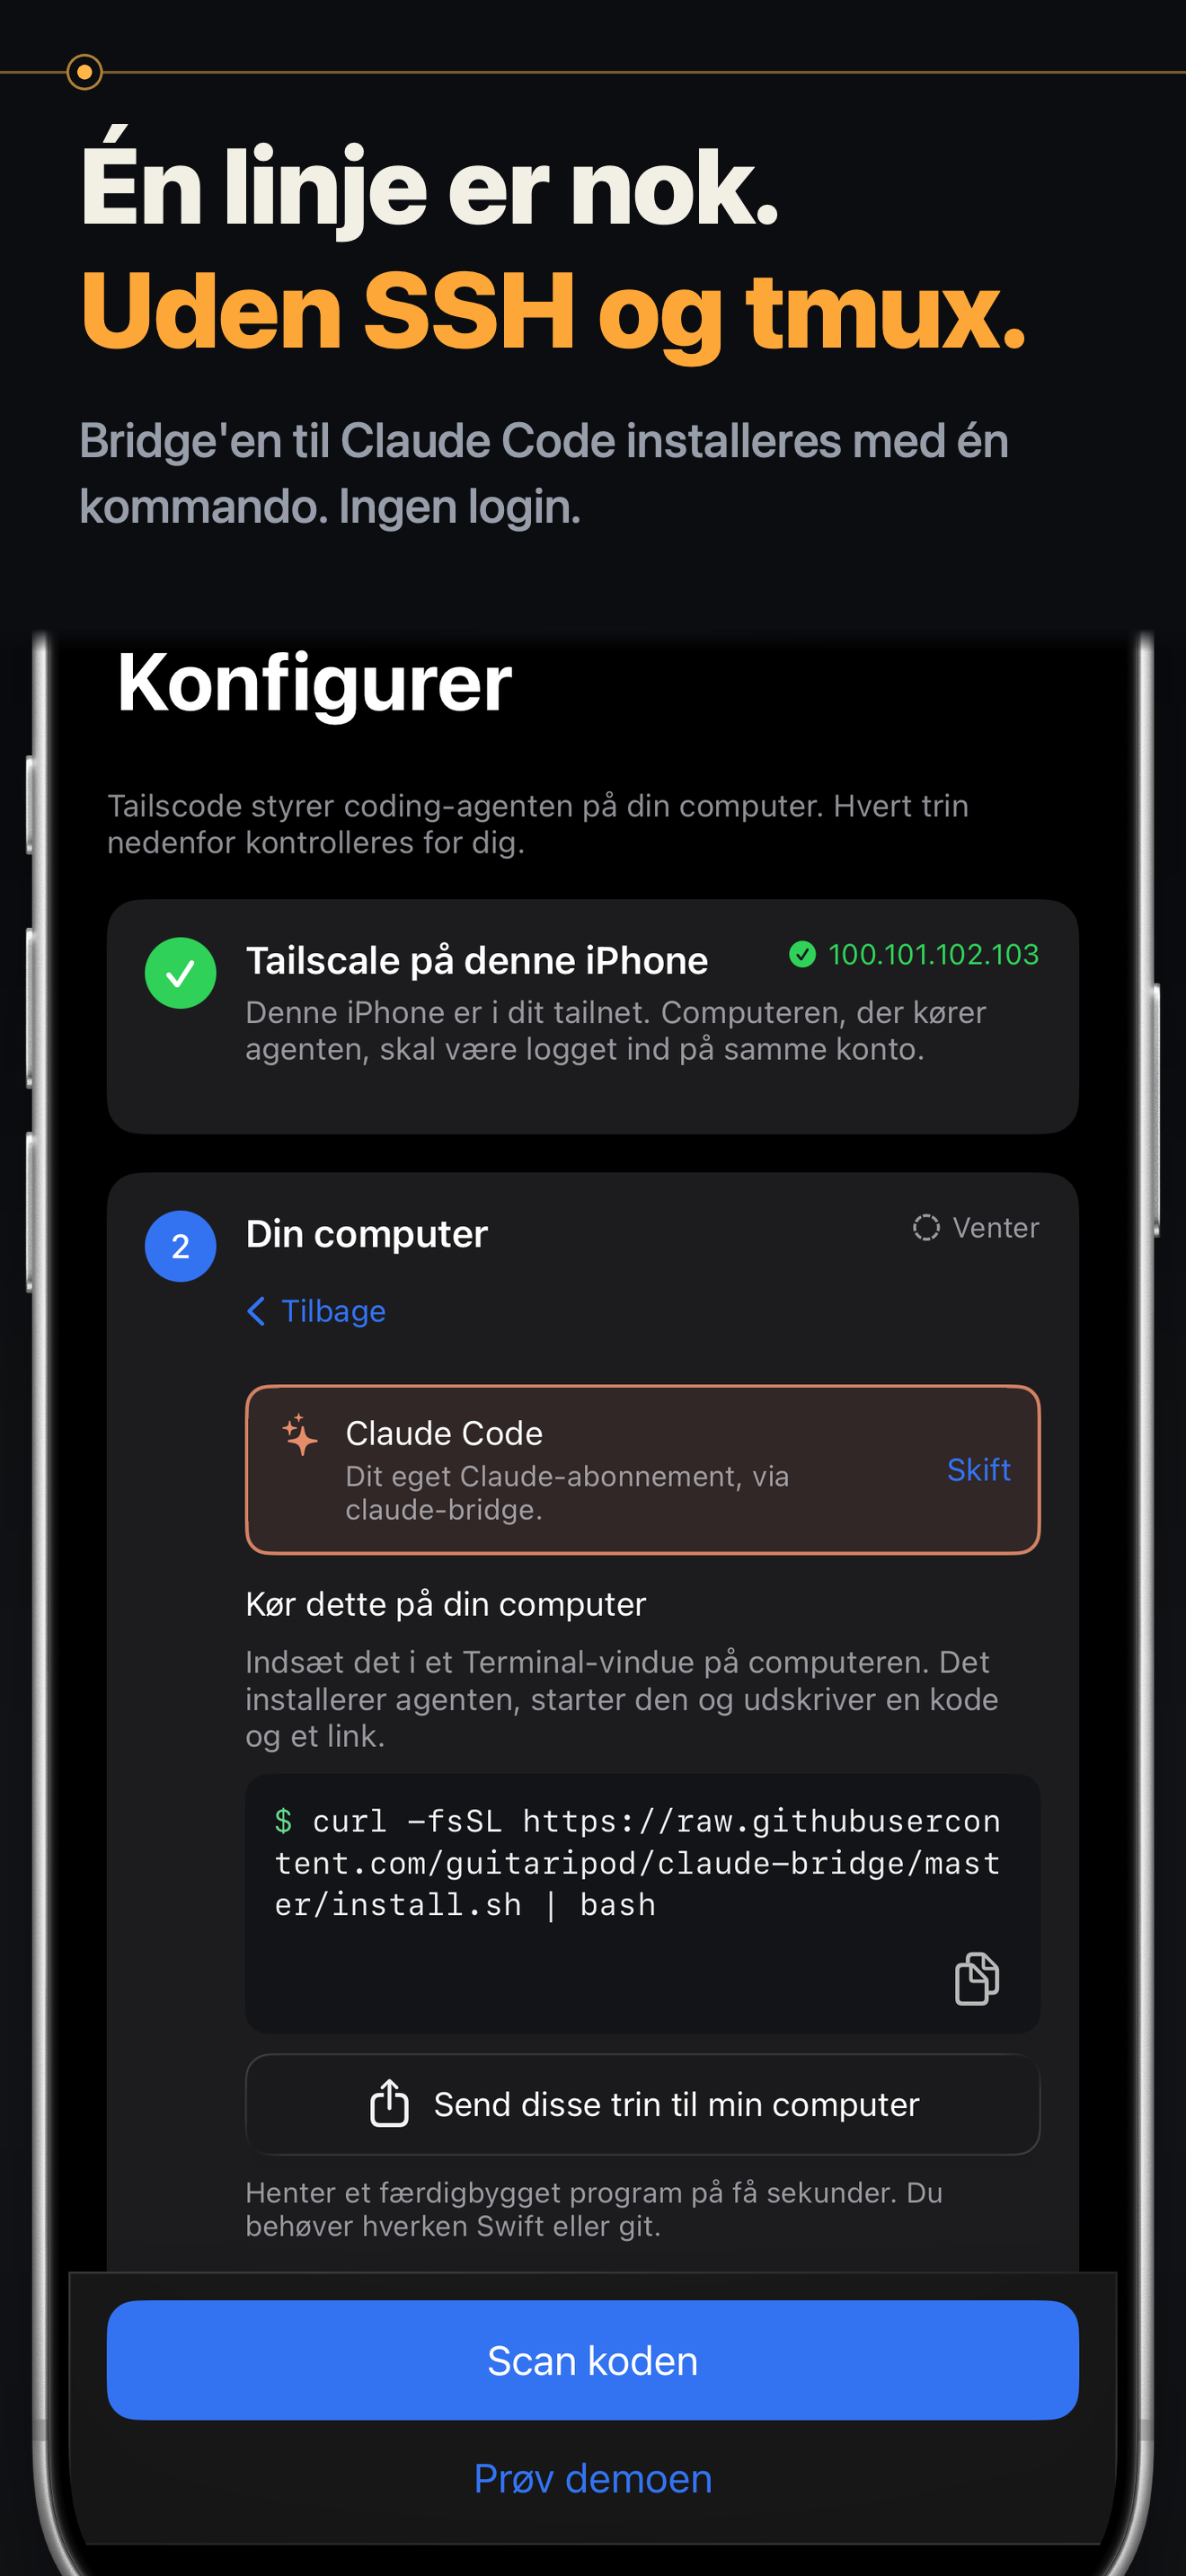 Én linje er nok.
Uden SSH og tmux.
Bridge'en til Claude Code installeres med én
kommando. Ingen login.
Konfigurer
Tailscode styrer coding-agenten på din computer. Hvert trin
nedenfor kontrolleres for dig.
Tailscale på denne iPhone
100.101.102.103
Denne iPhone er i dit tailnet. Computeren, der kører
agenten, skal være logget ind på samme konto.
2
Din computer
Venter
Tilbage
Claude Code
Dit eget Claude-abonnement, via
claude-bridge.
Skift
Kør dette på din computer
Indsæt det i et Terminal-vindue på computeren. Det
installerer agenten, starter den og udskriver en kode
og et link.
$ curl -fsSL https://raw.githubusercon
tent.com/guitaripod/claude-bridge/mast
er/install.sh | bash
Send disse trin til min computer
Henter et færdigbygget program på få sekunder. Du
behøver hverken Swift eller git.
Scan koden
Prøv demoen